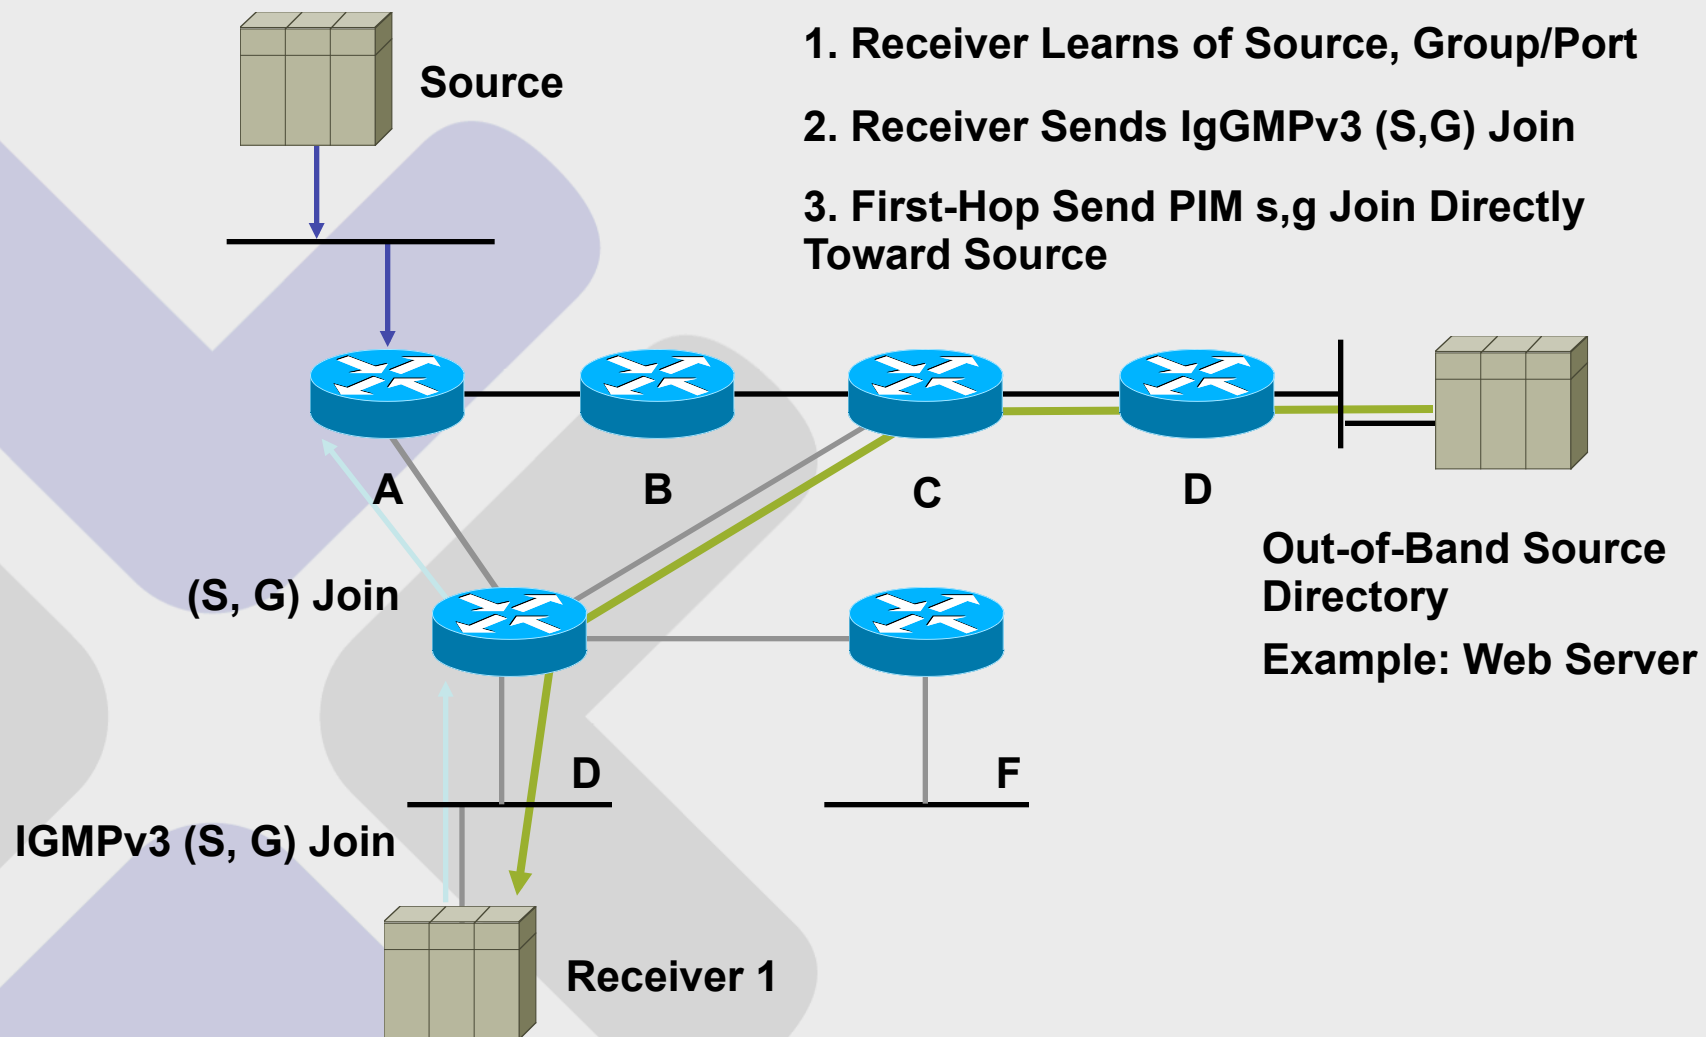 Source
1. Receiver Learns of Source, Group/Port
2. Receiver Sends IgGMPv3 (S,G) Join
3. First-Hop Send PIM s,g Join Directly
Toward Source
A
B
C
D
Out-of-Band Source
Directory
Example: Web Server
(S, G) Join
D
F
IGMPv3 (S, G) Join
Receiver 1